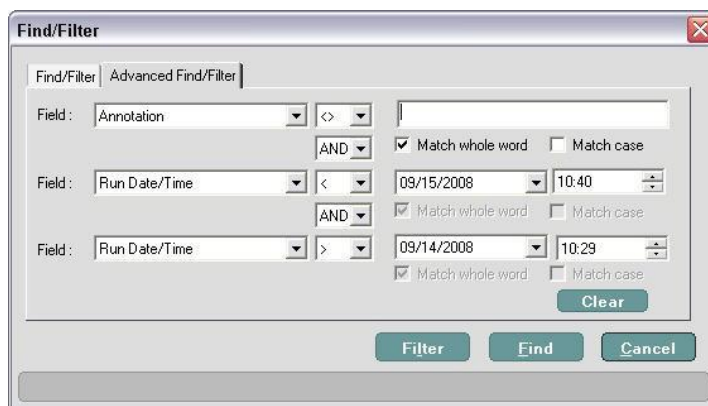 Find/Filter
Find/Filter Advanced Find/Filter
Field : Annotation <>
AND Match whole word Match case
Field : Run Date/Time < 09/15/2008 10:40
AND Match whole word Match case
Field : Run Date/Time > 09/14/2008 10:29
Match whole word Match case
Clear
Filter Find Cancel